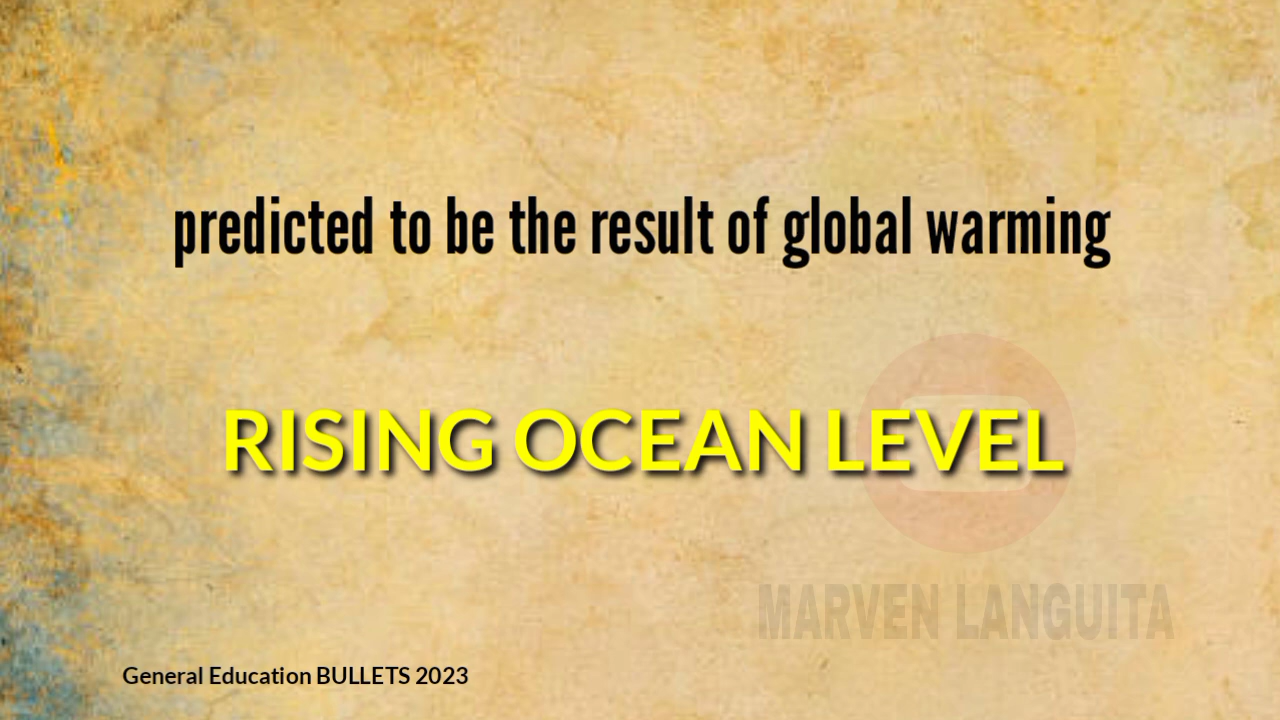 predicted to be the result of global warming
RISING OCEAN LEVEL
MARVEN LANGUITA
General Education BULLETS 2023